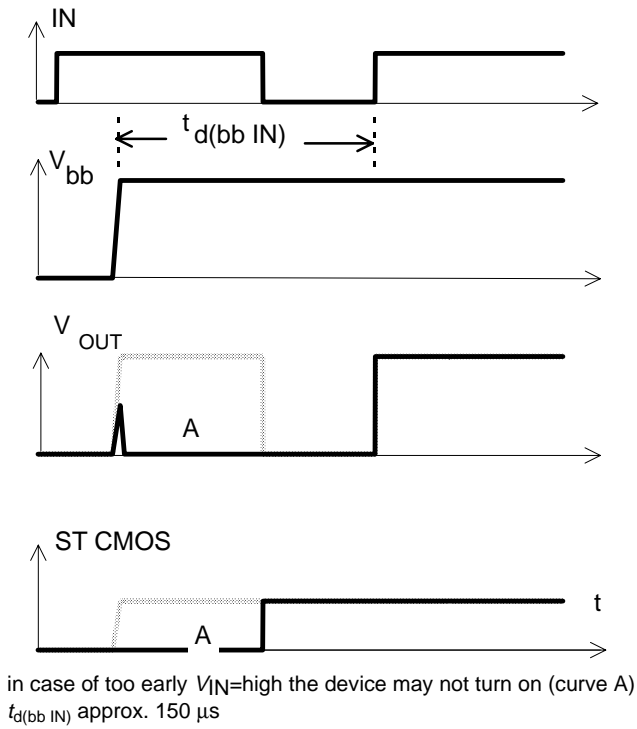 IN
t d(bb IN)
V bb
V OUT
A
ST CMOS
t
A
in case of too early VIN=high the device may not turn on (curve A)
td(bb IN) approx. 150 µs